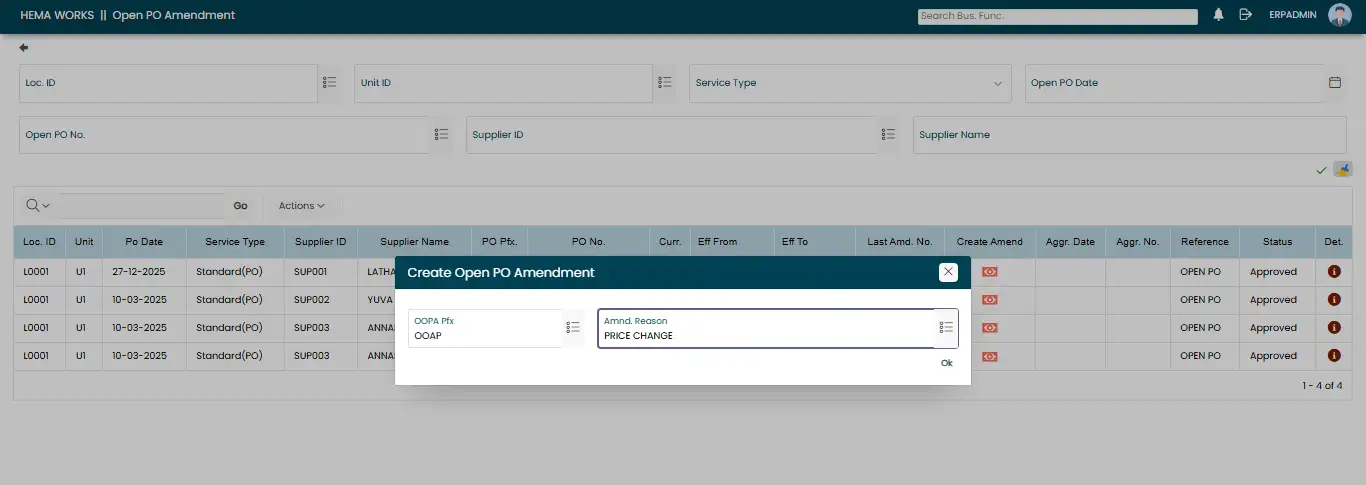 HEMA WORKS || Open PO Amendment
Search Bus. Func.
ERPADMIN
Loc. ID
Unit ID
Service Type
Open PO Date
Open PO No.
Supplier ID
Supplier Name
Go
Actions
Loc. ID Unit Po Date Service Type Supplier ID Supplier Name PO Pfx. PO No. Curr. Eff From Eff To Last Amd. No. Create Amend Aggr. Date Aggr. No. Reference Status Det.
L0001 U1 27-12-2025 Standard(PO) SUP001 LATHA OPEN PO Approved
L0001 U1 10-03-2025 Standard(PO) SUP002 YUVA OPEN PO Approved
L0001 U1 10-03-2025 Standard(PO) SUP003 OPEN PO Approved
L0001 U1 10-03-2025 Standard(PO) SUP003 OPEN PO Approved
1 - 4 of 4
Create Open PO Amendment
OOPA Pfx
OOAP
Amnd. Reason
PRICE CHANGE
Ok